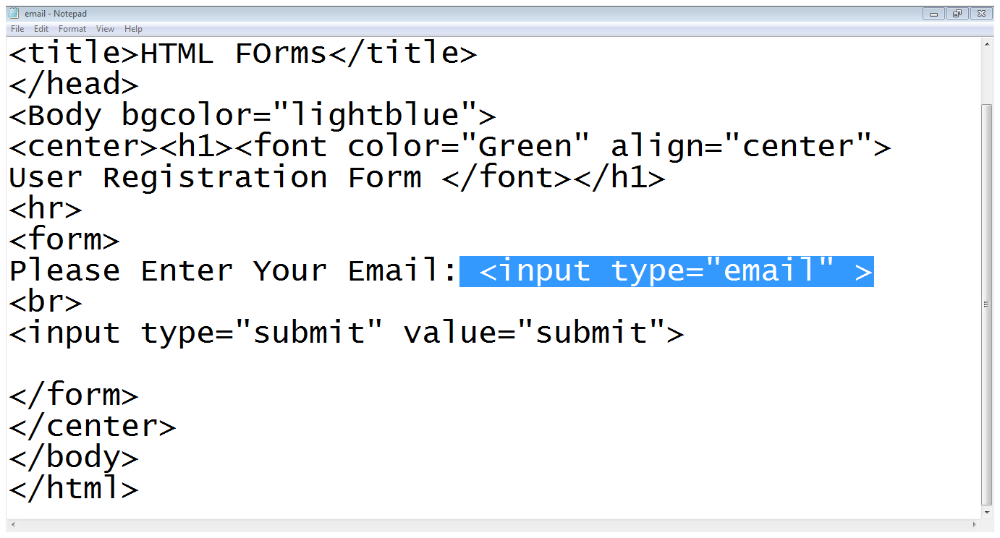 email - Notepad
File Edit Format View Help
<title>HTML FOrms</title>
</head>
<Body bgcolor="lightblue">
<center><h1><font color="Green" align="center">
User Registration Form </font></h1>
<hr>
<form>
Please Enter Your Email: <input type="email" >
<br>
<input type="submit" value="submit">
</form>
</center>
</body>
</html>